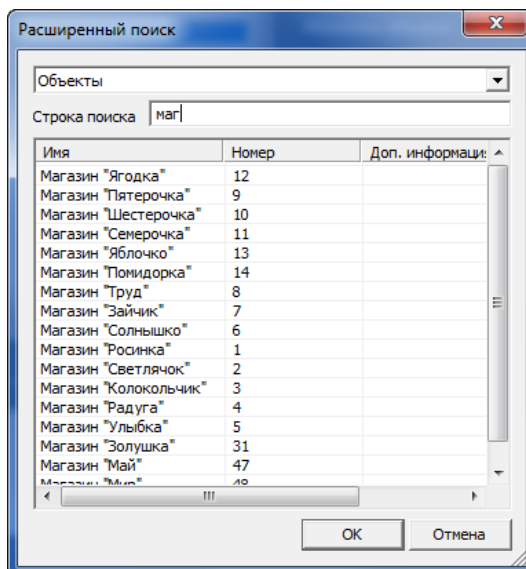 Расширенный поиск
Объекты
Строка поиска маг
Имя Номер Доп. информаци
Магазин "Ягодка" 12
Магазин "Пятерочка" 9
Магазин "Шестерочка" 10
Магазин "Семерочка" 11
Магазин "Яблочко" 13
Магазин "Помидорка" 14
Магазин "Труд" 8
Магазин "Зайчик" 7
Магазин "Солнышко" 6
Магазин "Росинка" 1
Магазин "Светлячок" 2
Магазин "Колокольчик" 3
Магазин "Радуга" 4
Магазин "Улыбка" 5
Магазин "Золушка" 31
Магазин "Май" 47
Магазин "Мир" 48
OK Отмена